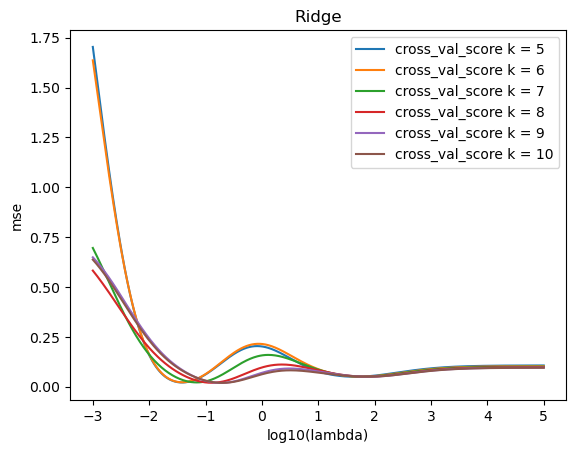 Ridge
cross_val_score k = 5
cross_val_score k = 6
cross_val_score k = 7
cross_val_score k = 8
cross_val_score k = 9
cross_val_score k = 10
mse
1.75
1.50
1.25
1.00
0.75
0.50
0.25
0.00
−3 −2 −1 0 1 2 3 4 5
log10(lambda)